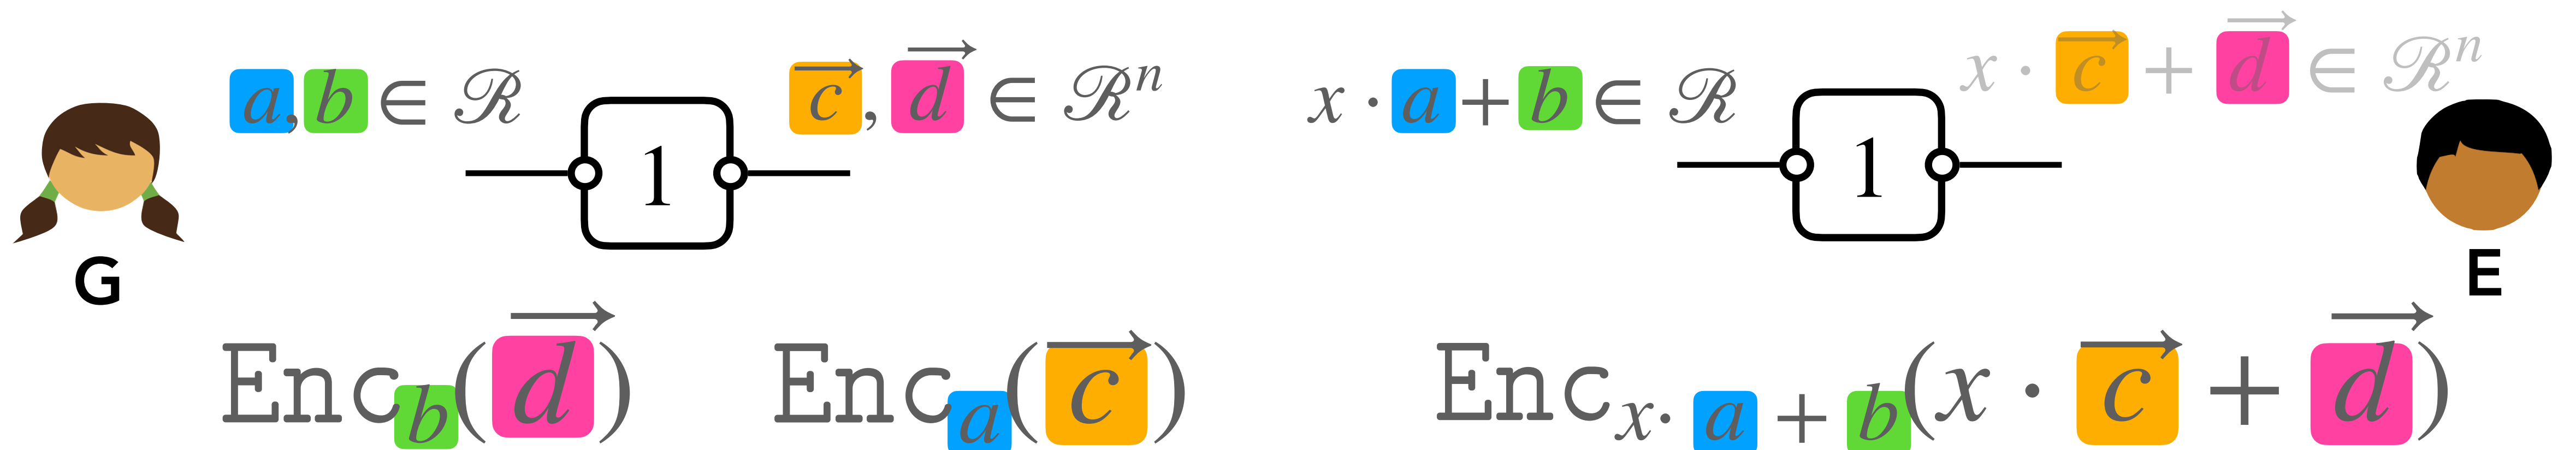 a, b ∈ ℛ
1
c⃗, d⃗ ∈ ℛⁿ
x · a + b ∈ ℛ
1
x · c⃗ + d⃗ ∈ ℛⁿ
G
E
Enc_b(d⃗)
Enc_a(c⃗)
Enc_{x· a + b}(x · c⃗ + d⃗)